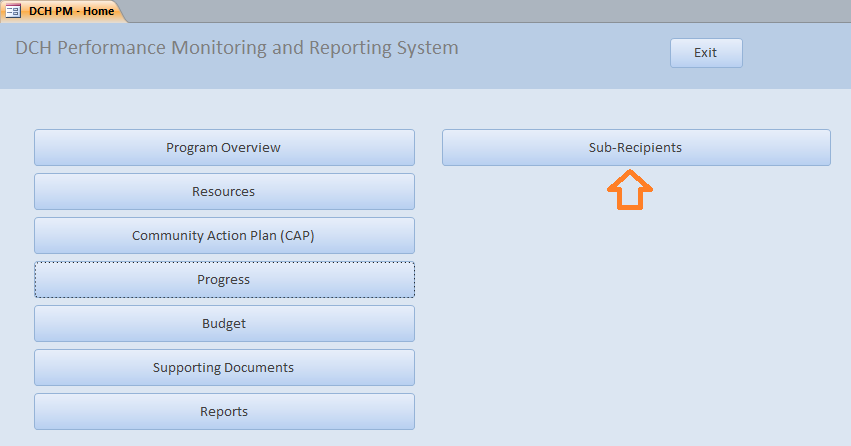 DCH PM - Home
DCH Performance Monitoring and Reporting System
Exit
Program Overview
Sub-Recipients
Resources
Community Action Plan (CAP)
Progress
Budget
Supporting Documents
Reports